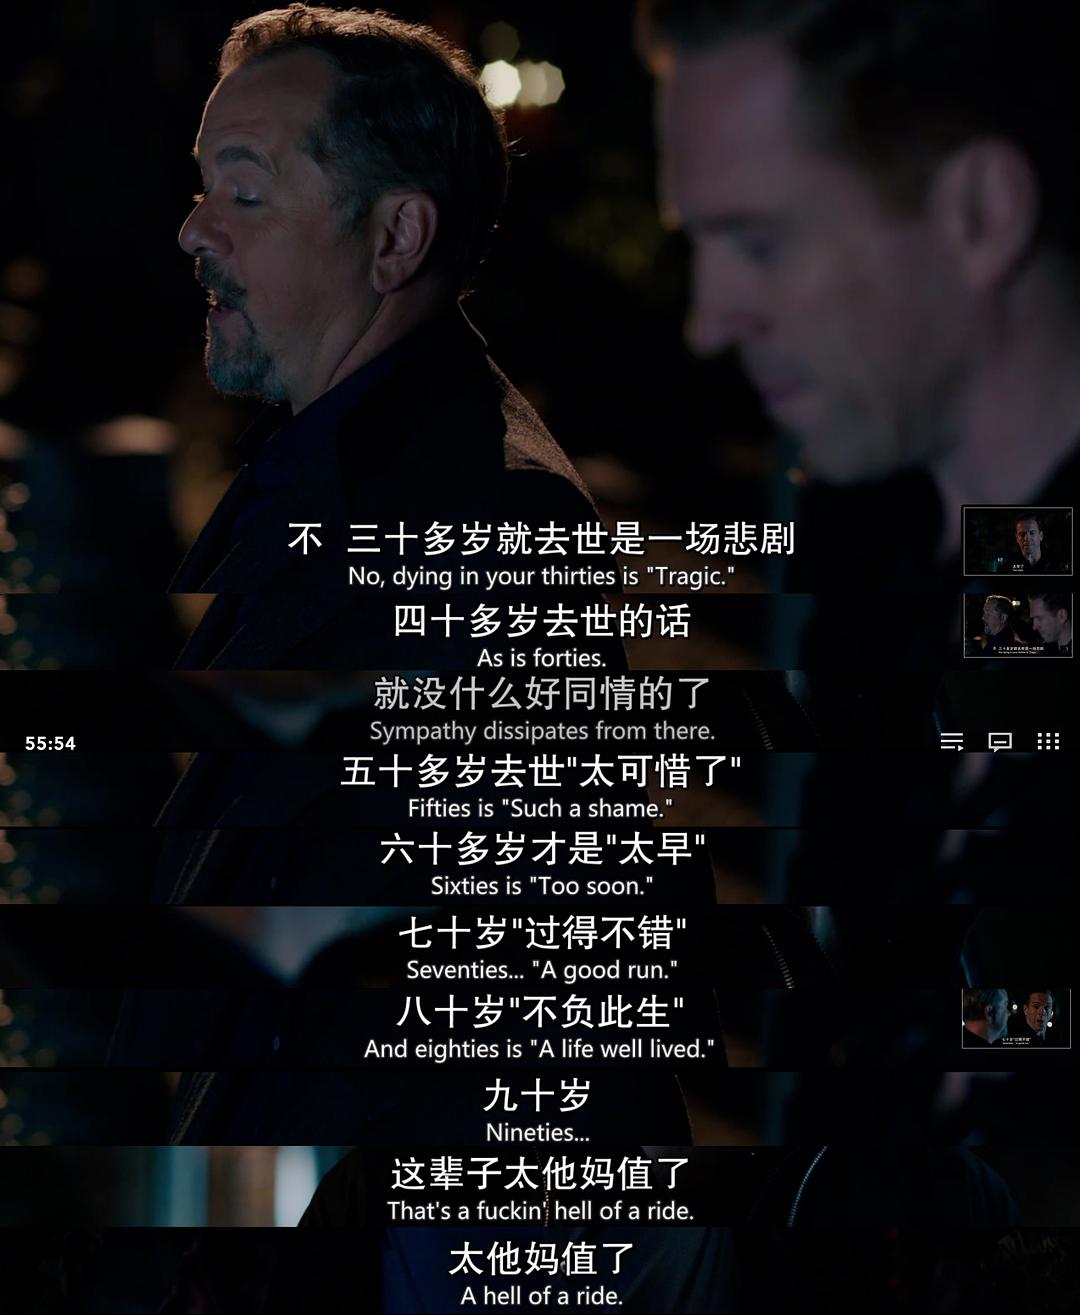 不 三十多岁就去世是一场悲剧
No, dying in your thirties is "Tragic."
四十多岁去世的话
As is forties.
就没什么好同情的了
Sympathy dissipates from there.
55:54
五十多岁去世"太可惜了"
Fifties is "Such a shame."
六十多岁才是"太早"
Sixties is "Too soon."
七十岁"过得不错"
Seventies... "A good run."
八十岁"不负此生"
And eighties is "A life well lived."
九十岁
Nineties...
这辈子太他妈值了
That's a fuckin' hell of a ride.
太他妈值了
A hell of a ride.